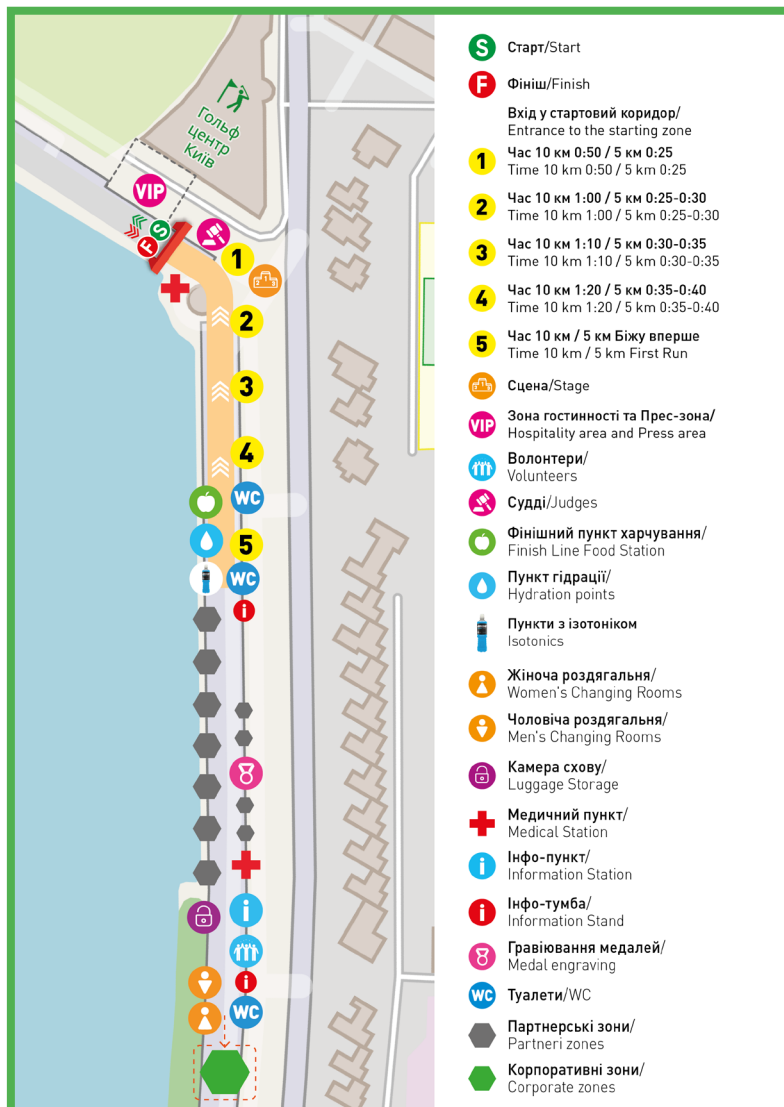 Гольф
центр
Київ
VIP
S
F
1
2
3
4
WC
5
WC
i
i
i
WC
S Старт/Start
F Фініш/Finish
Вхід у стартовий коридор/
Entrance to the starting zone
1 Час 10 км 0:50 / 5 км 0:25
Time 10 km 0:50 / 5 km 0:25
2 Час 10 км 1:00 / 5 км 0:25-0:30
Time 10 km 1:00 / 5 km 0:25-0:30
3 Час 10 км 1:10 / 5 км 0:30-0:35
Time 10 km 1:10 / 5 km 0:30-0:35
4 Час 10 км 1:20 / 5 км 0:35-0:40
Time 10 km 1:20 / 5 km 0:35-0:40
5 Час 10 км / 5 км Біжу вперше
Time 10 km / 5 km First Run
Сцена/Stage
VIP Зона гостинності та Прес-зона/
Hospitality area and Press area
Волонтери/
Volunteers
Судді/Judges
Фінішний пункт харчування/
Finish Line Food Station
Пункт гідрації/
Hydration points
Пункти з ізотоніком
Isotonics
Жіноча роздягальня/
Women's Changing Rooms
Чоловіча роздягальня/
Men's Changing Rooms
Камера схову/
Luggage Storage
Медичний пункт/
Medical Station
i Інфо-пункт/
Information Station
i Інфо-тумба/
Information Stand
Гравіювання медалей/
Medal engraving
WC Туалети/WC
Партнерські зони/
Partneri zones
Корпоративні зони/
Corporate zones